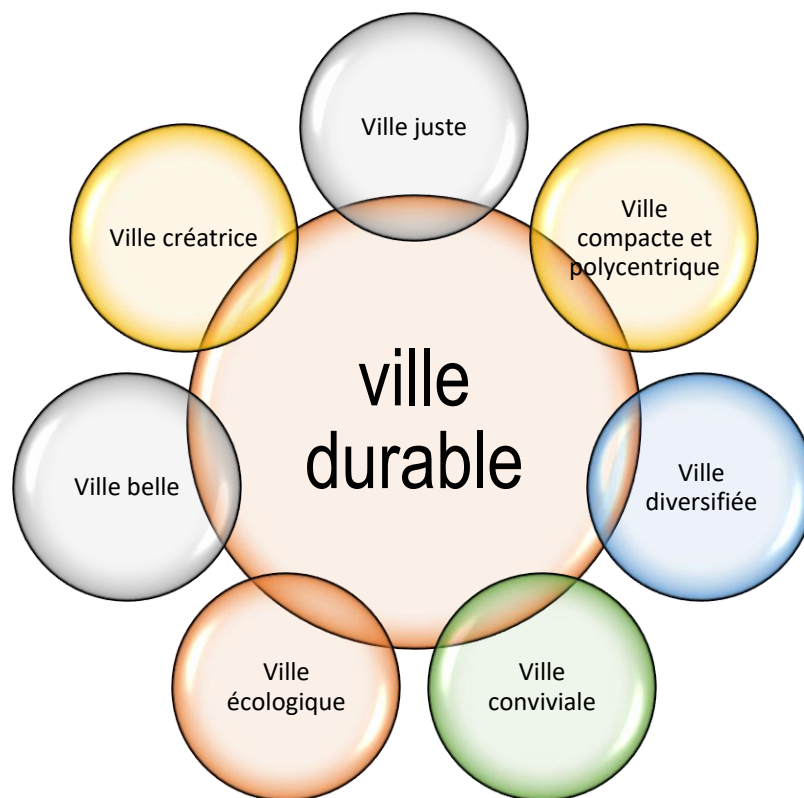 Ville juste
Ville
compacte et
polycentrique
Ville créatrice
ville
durable
Ville
diversifiée
Ville belle
Ville
écologique
Ville
conviviale